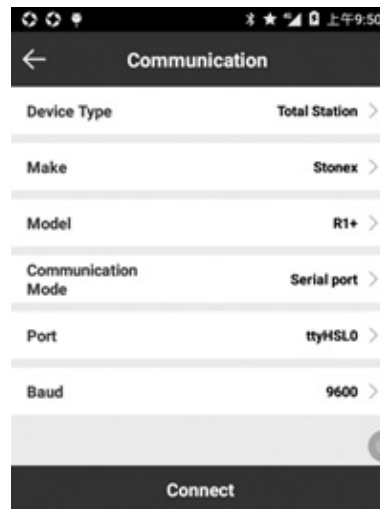 上午9:50
Communication
Device Type Total Station
Make Stonex
Model R1+
Communication
Mode Serial port
Port ttyHSL0
Baud 9600
Connect